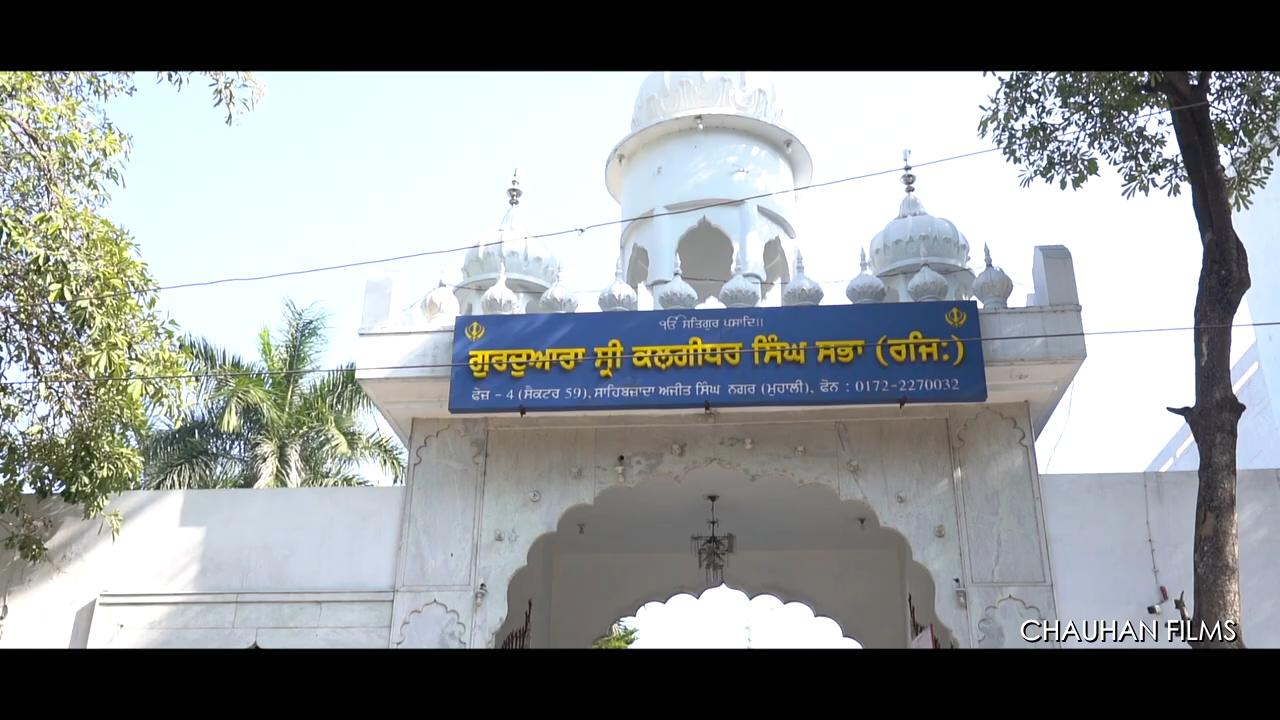 ੴ ਸਤਿਗੁਰ ਪ੍ਰਸਾਦਿ॥
ਗੁਰਦੁਆਰਾ ਸ੍ਰੀ ਕਲਗੀਧਰ ਸਿੰਘ ਸਭਾ (ਰਜਿ:)
ਫੇਜ਼ - 4 (ਸੈਕਟਰ 59), ਸਾਹਿਬਜ਼ਾਦਾ ਅਜੀਤ ਸਿੰਘ ਨਗਰ (ਮੁਹਾਲੀ), ਫੋਨ : 0172-2270032
CHAUHAN FILMS